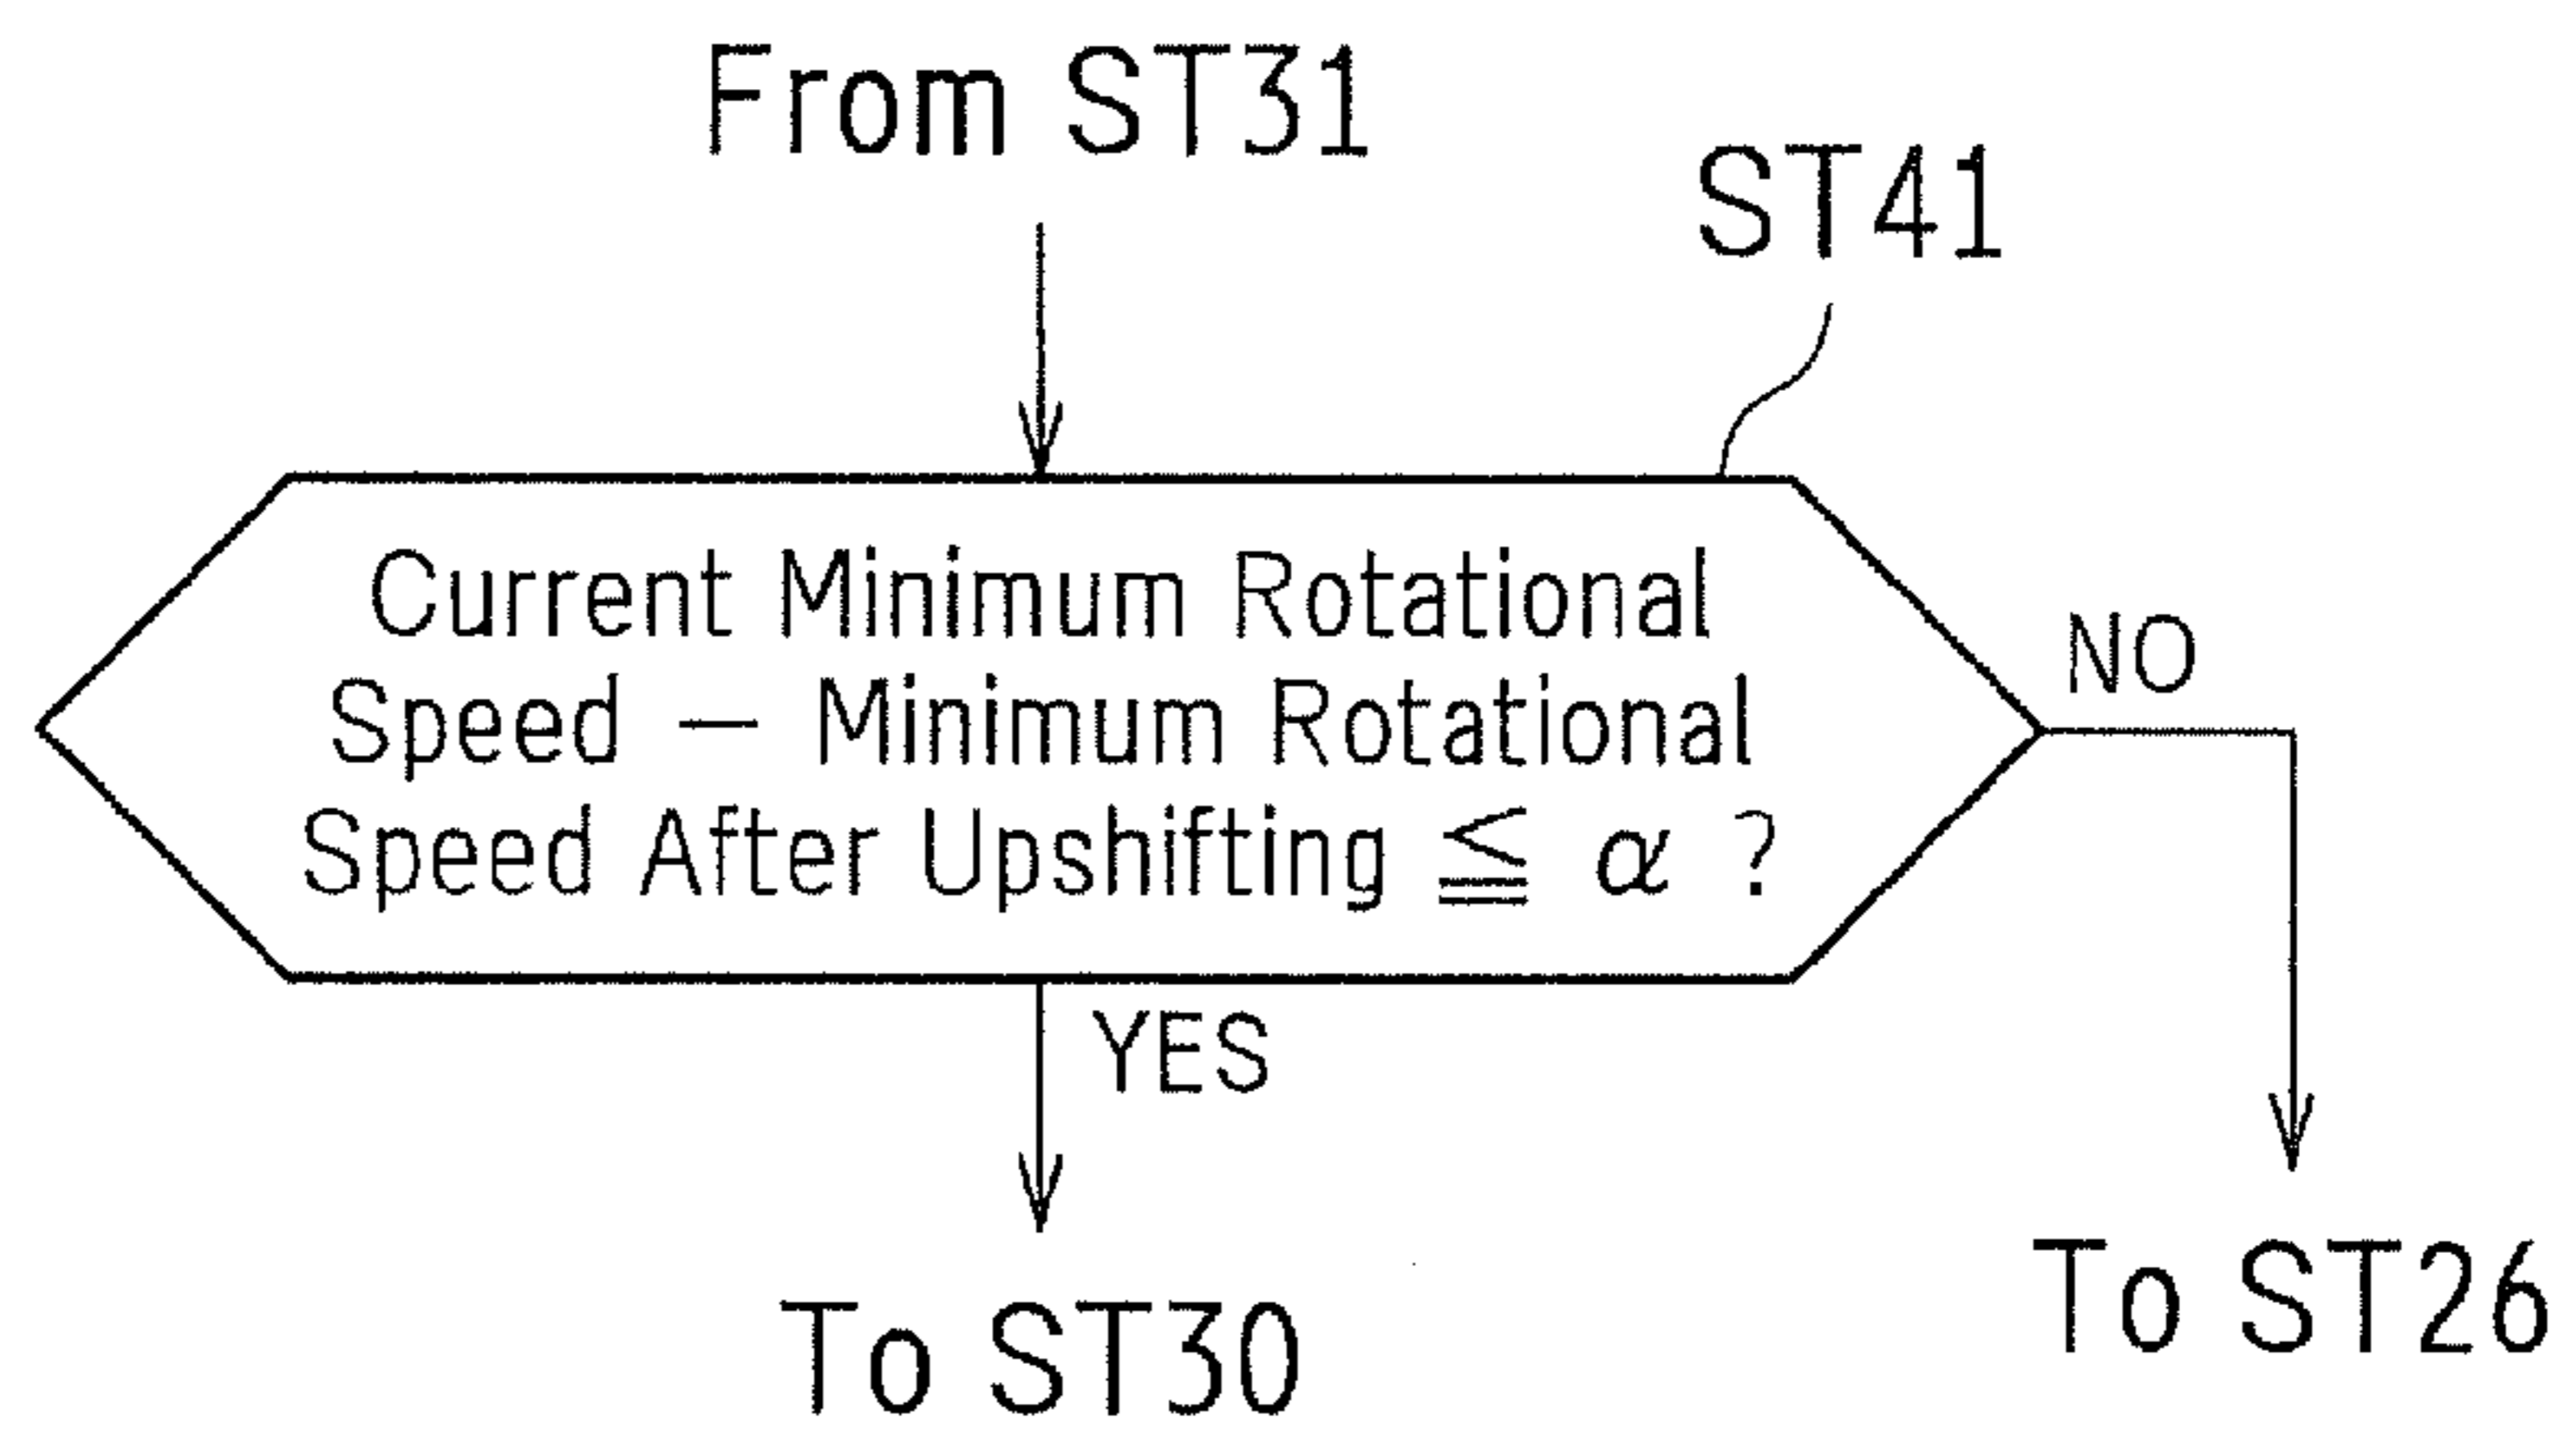 From ST31
ST41
Current Minimum Rotational
Speed − Minimum Rotational
Speed After Upshifting ≦ α ?
NO
YES
To ST26
To ST30